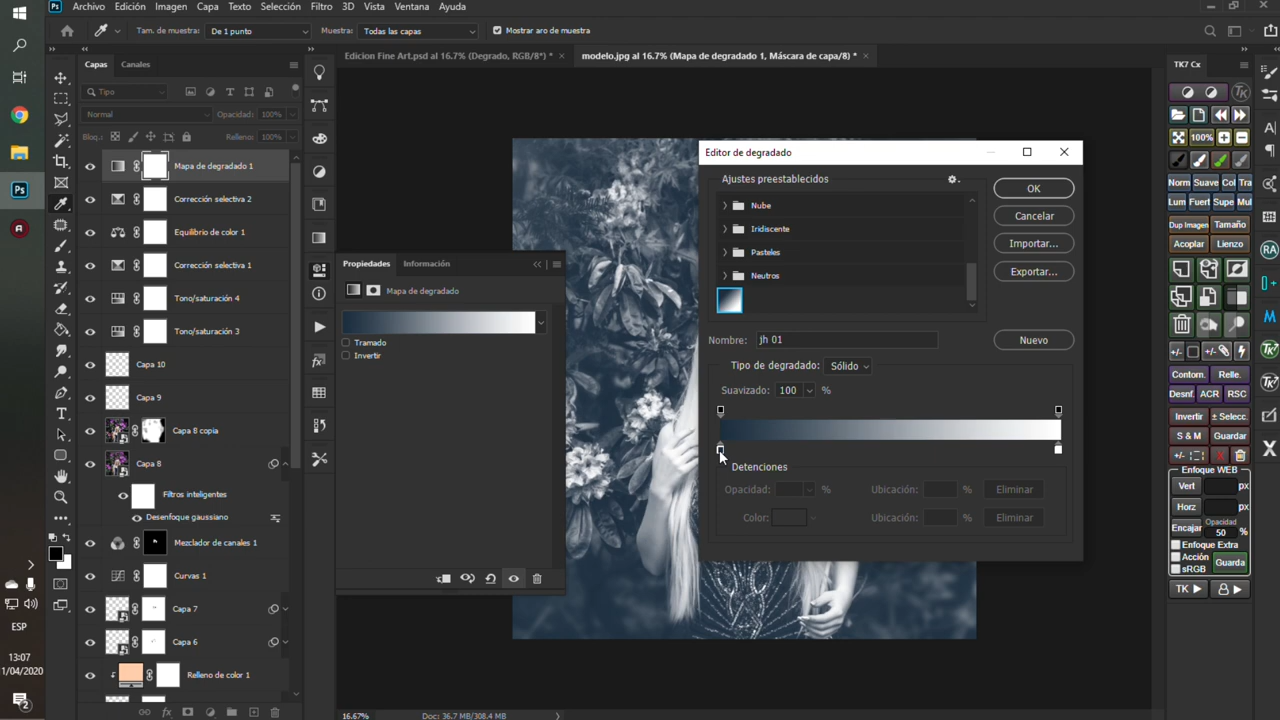 Archivo Edición Imagen Capa Texto Selección Filtro 3D Vista Ventana Ayuda
Tam. de muestra: De 1 punto Muestra: Todas las capas Mostrar aro de muestra
Edicion Fine Art.psd al 16.7% (Degrado, RGB/8*) *
modelo.jpg al 16.7% (Mapa de degradado 1, Máscara de capa/8) *
Capas Canales
Tipo
Normal Opacidad: 100%
Bloq.: Relleno: 100%
Mapa de degradado 1
Corrección selectiva 2
Equilibrio de color 1
Corrección selectiva 1
Tono/saturación 4
Tono/saturación 3
Capa 10
Capa 9
Capa 8 copia
Capa 8
Filtros inteligentes
Desenfoque gaussiano
Mezclador de canales 1
Curvas 1
Capa 7
Capa 6
Relleno de color 1
Propiedades Información
Mapa de degradado
Tramado
Invertir
Editor de degradado
Ajustes preestablecidos
Nube
Iridiscente
Pasteles
Neutros
OK
Cancelar
Importar...
Exportar...
Nombre: jh 01
Nuevo
Tipo de degradado: Sólido
Suavizado: 100 %
Detenciones
Opacidad: % Ubicación: % Eliminar
Color: Ubicación: % Eliminar
TK7 Cx
TK
100%
Norm Suave Col Tra
Lum Fuert Supe Mul
Dup Imagen Tamaño
Acoplar Lienzo
+/- +/-
Contorn. Relle.
Desnf. ACR RSC
Invertir ± Selecc.
S & M Guardar
+/-
Enfoque WEB
Vert px
Horz px
Encajar Opacidad 50 %
Enfoque Extra
Acción
sRGB
Guarda
TK
RA
TK
TK
ESP
13:07
1/04/2020
2
16.67% Doc: 36.7 MB/308.4 MB